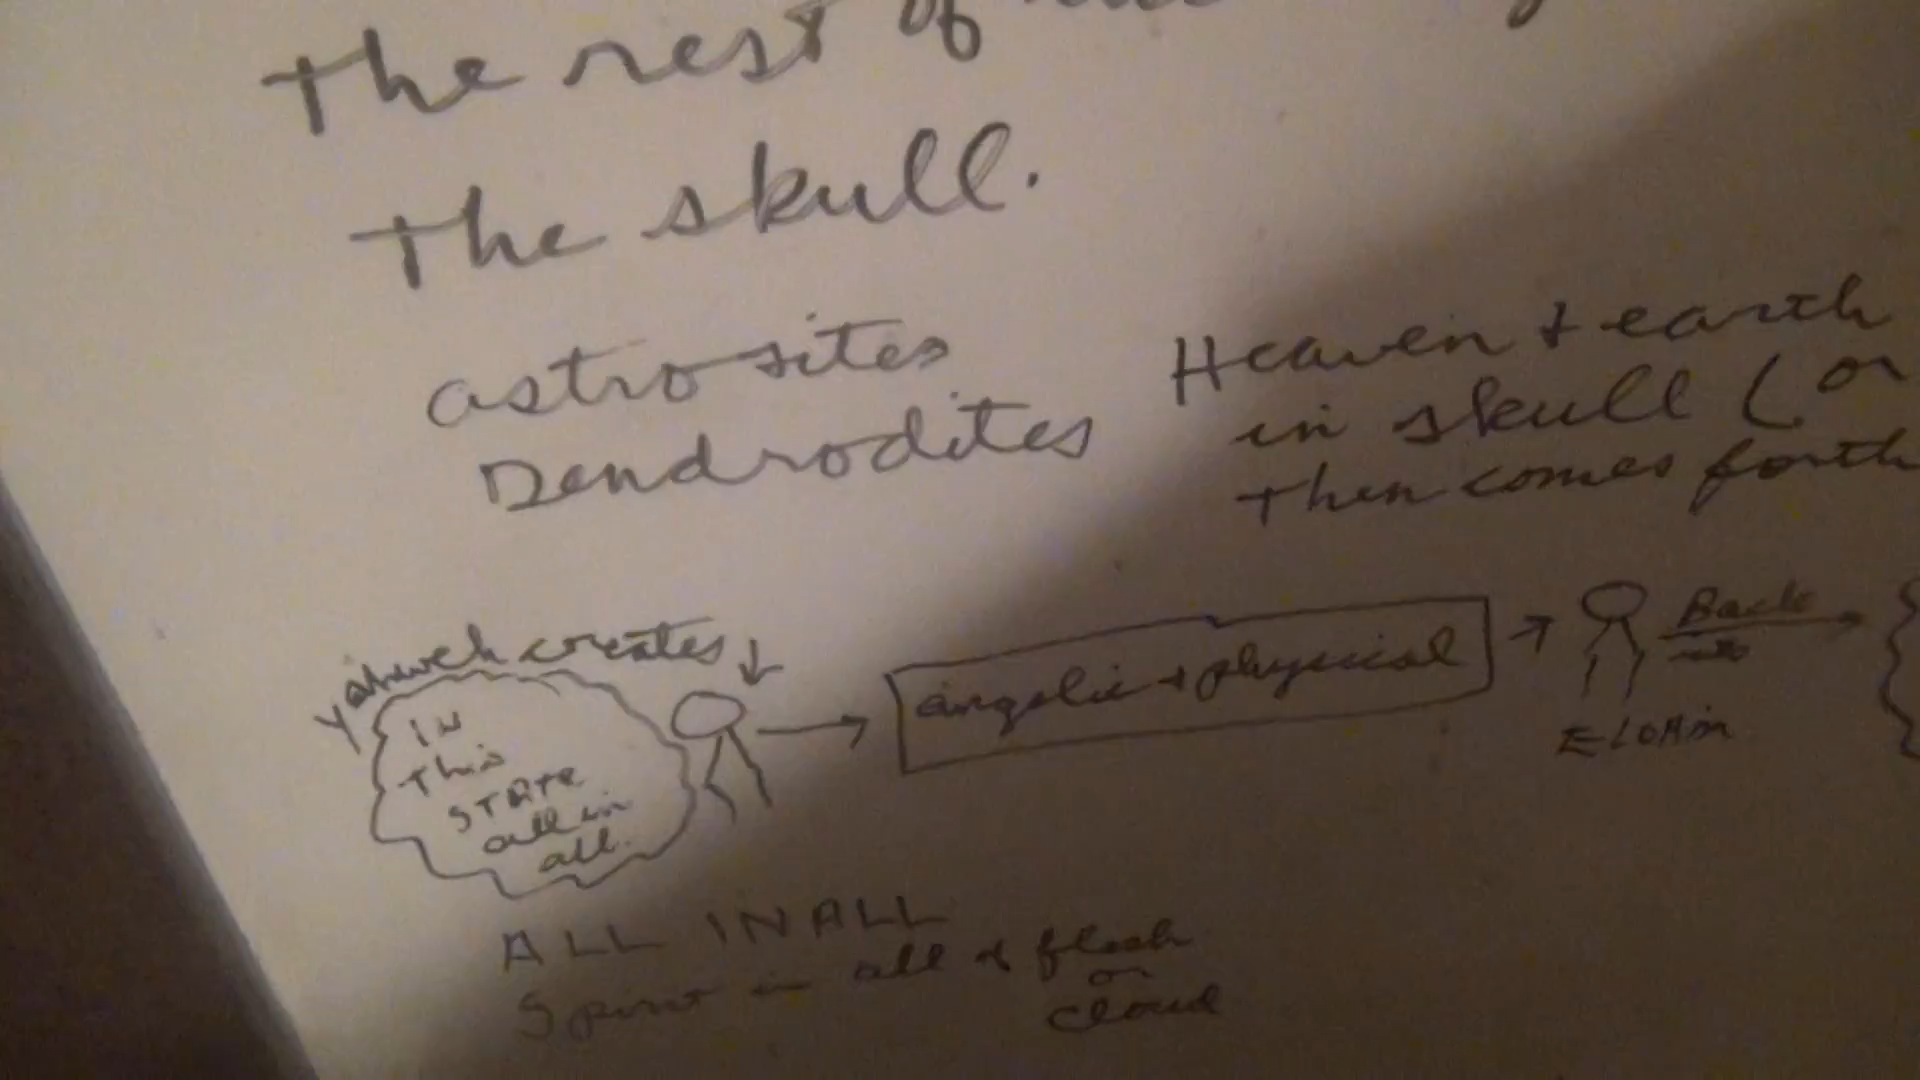 the rest of
the skull.
astrosites
Dendrodites
Heaven + earth
in skull (or
then comes forth
yahweh creates
IN
this
STATE
all in
all.
angelic + physical
Back
ELOAim
ALL IN ALL
Spirit in all & flesh
or
cloud